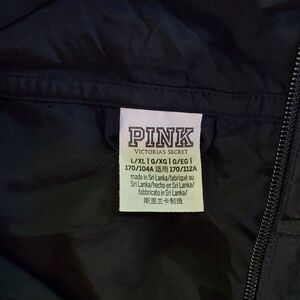 PINK
VICTORIA'S SECRET
L/XL | G/XG | G/EG |
170/104A 适用 170/112A
made in Sri Lanka/fabriqué au
Sri Lanka/hecho en Sri Lanka/
fabbricato in Sri Lanka/
斯里兰卡制造